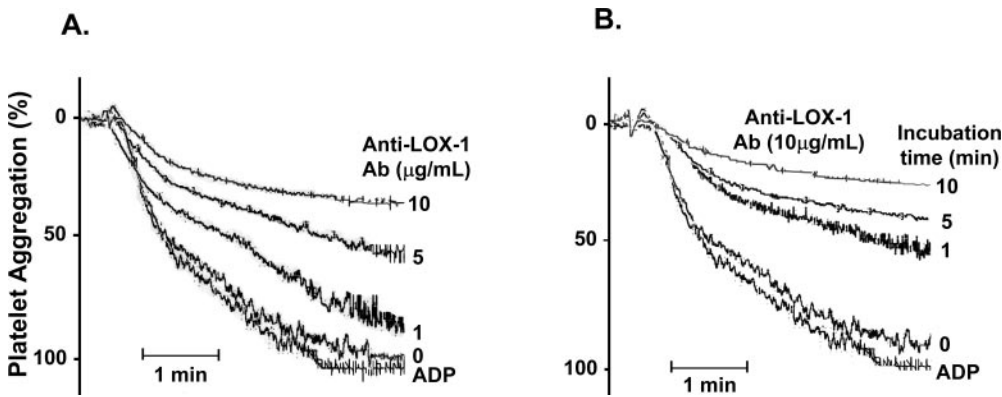 A.
Platelet Aggregation (%)
0
50
100
Anti-LOX-1
Ab (μg/mL)
10
5
1
0
ADP
1 min
B.
0
50
100
Anti-LOX-1
Ab (10μg/mL)
Incubation
time (min)
10
5
1
0
ADP
1 min